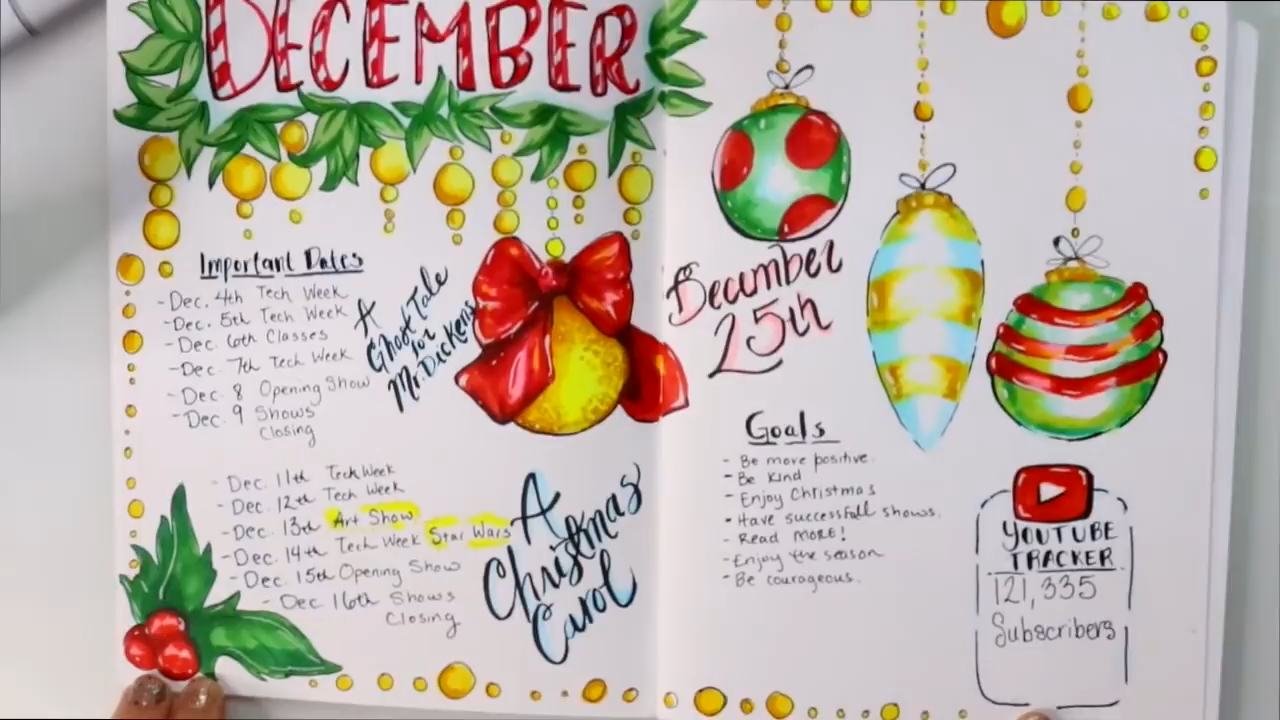 DECEMBER
Important Dates
- Dec. 4th Tech Week
- Dec. 5th Tech Week
- Dec. 6th Classes
- Dec. 7th Tech Week
- Dec. 8 Opening Show
- Dec. 9 Shows
Closing
A
Ghost Tale
for
Mr. Dickens
- Dec. 11th Tech Week
- Dec. 12th Tech Week
- Dec. 13th Art Show
- Dec. 14th Tech Week Star Wars
- Dec. 15th Opening Show
- Dec. 16th Shows
Closing
A
Christmas
Carol
December
25th
Goals
- Be more positive.
- Be kind
- Enjoy Christmas
- Have successfull shows.
- Read more!
- Enjoy the season
- Be courageous.
YOUTUBE
TRACKER
121,335
Subscribers